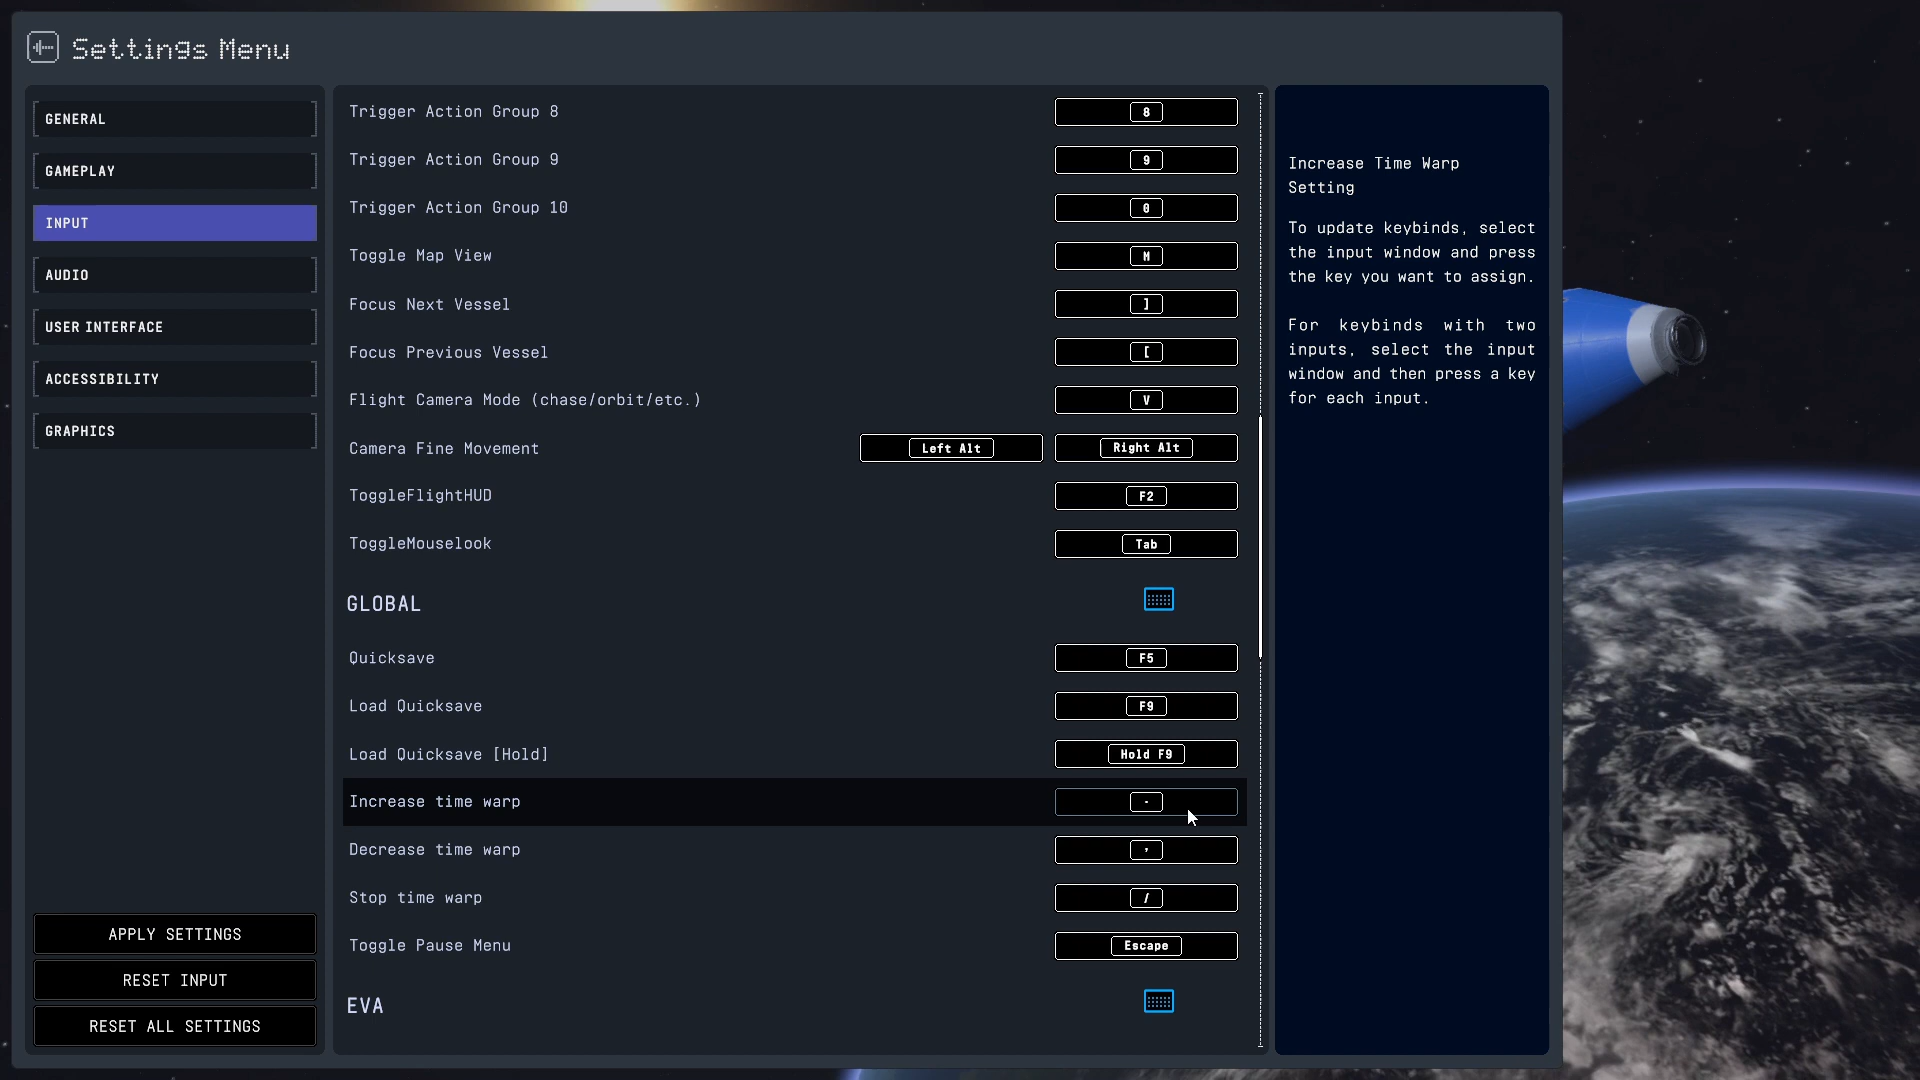 Settings Menu
GENERAL
GAMEPLAY
INPUT
AUDIO
USER INTERFACE
ACCESSIBILITY
GRAPHICS
APPLY SETTINGS
RESET INPUT
RESET ALL SETTINGS
Trigger Action Group 8 8
Trigger Action Group 9 9
Trigger Action Group 10 0
Toggle Map View M
Focus Next Vessel ]
Focus Previous Vessel [
Flight Camera Mode (chase/orbit/etc.) V
Camera Fine Movement Left Alt Right Alt
ToggleFlightHUD F2
ToggleMouselook Tab
GLOBAL
Quicksave F5
Load Quicksave F9
Load Quicksave [Hold] Hold F9
Increase time warp .
Decrease time warp ,
Stop time warp /
Toggle Pause Menu Escape
EVA
Increase Time Warp
Setting
To update keybinds, select
the input window and press
the key you want to assign.
For keybinds with two
inputs, select the input
window and then press a key
for each input.